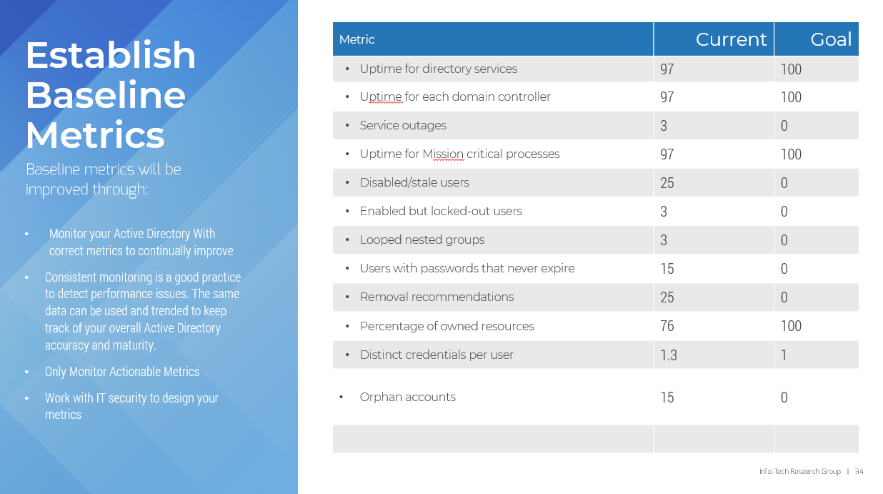 Establish
Baseline
Metrics
Baseline metrics will be
improved through:
• Monitor your Active Directory With
correct metrics to continually improve
• Consistent monitoring is a good practice
to detect performance issues. The same
data can be used and trended to keep
track of your overall Active Directory
accuracy and maturity.
• Only Monitor Actionable Metrics
• Work with IT security to design your
metrics
Metric Current Goal
• Uptime for directory services 97 100
• Uptime for each domain controller 97 100
• Service outages 3 0
• Uptime for Mission critical processes 97 100
• Disabled/stale users 25 0
• Enabled but locked-out users 3 0
• Looped nested groups 3 0
• Users with passwords that never expire 15 0
• Removal recommendations 25 0
• Percentage of owned resources 76 100
• Distinct credentials per user 1.3 1
• Orphan accounts 15 0
Info-Tech Research Group | 34